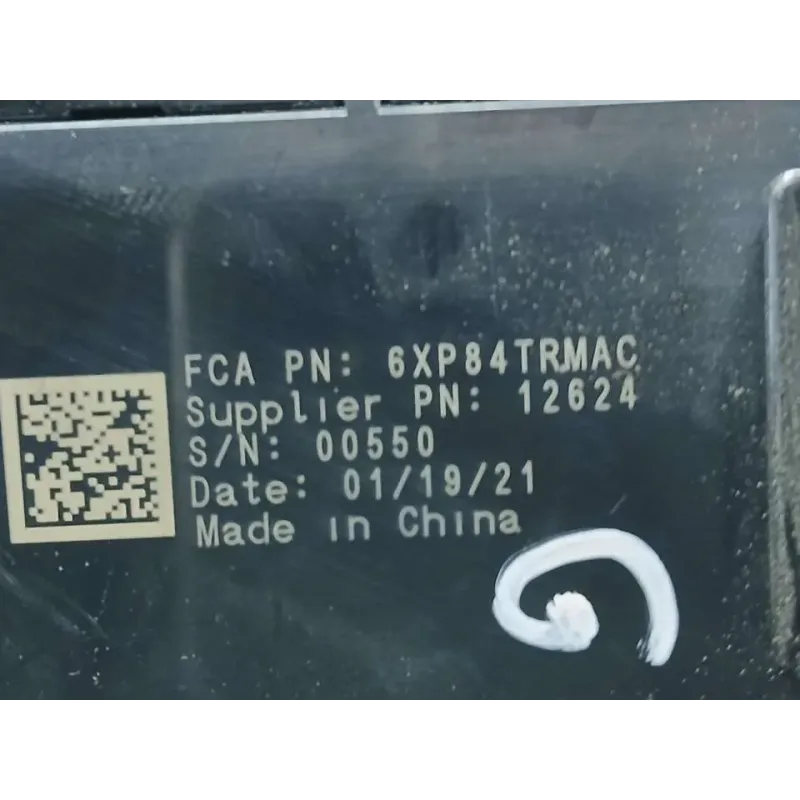 FCA PN: 6XP84TRMAC
Supplier PN: 12624
S/N: 00550
Date: 01/19/21
Made in China